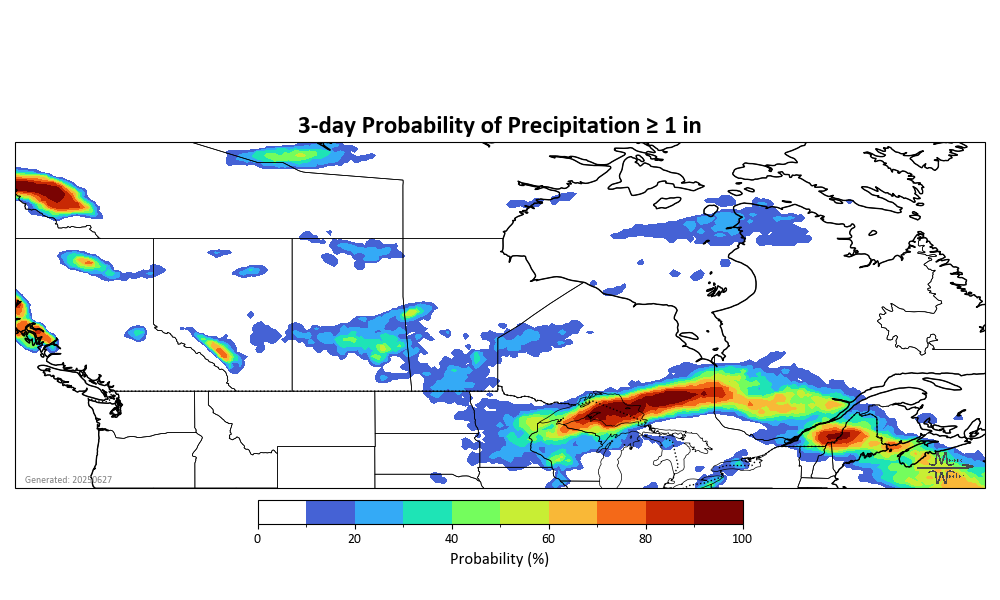 3-day Probability of Precipitation ≥ 1 in
Generated: 20250627
0 20 40 60 80 100
Probability (%)